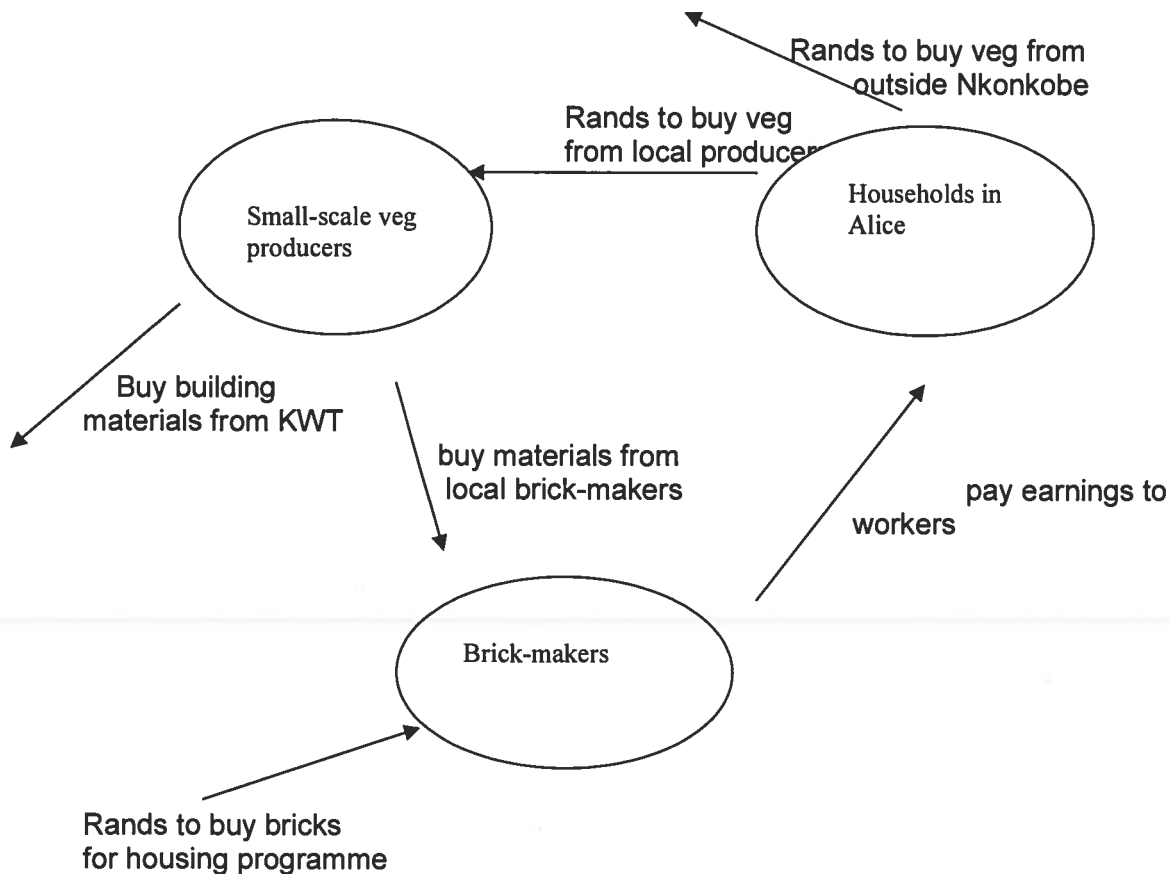 Rands to buy veg from
outside Nkonkobe
Rands to buy veg
from local producers
Households in
Alice
Small-scale veg
producers
Buy building
materials from KWT
buy materials from
local brick-makers
pay earnings to
workers
Brick-makers
Rands to buy bricks
for housing programme